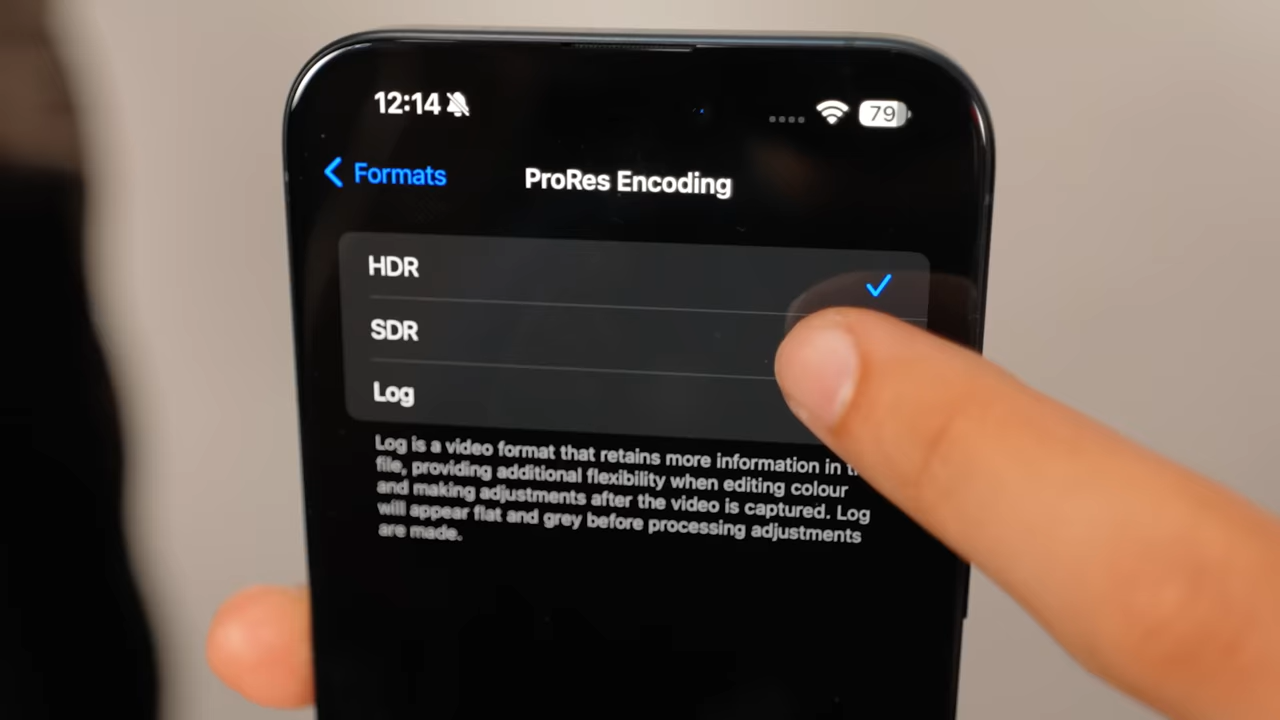 12:14
79
Formats
ProRes Encoding
HDR
SDR
Log
Log is a video format that retains more information in
file, providing additional flexibility when editing colour
and making adjustments after the video is captured. Log
will appear flat and grey before processing adjustments
are made.